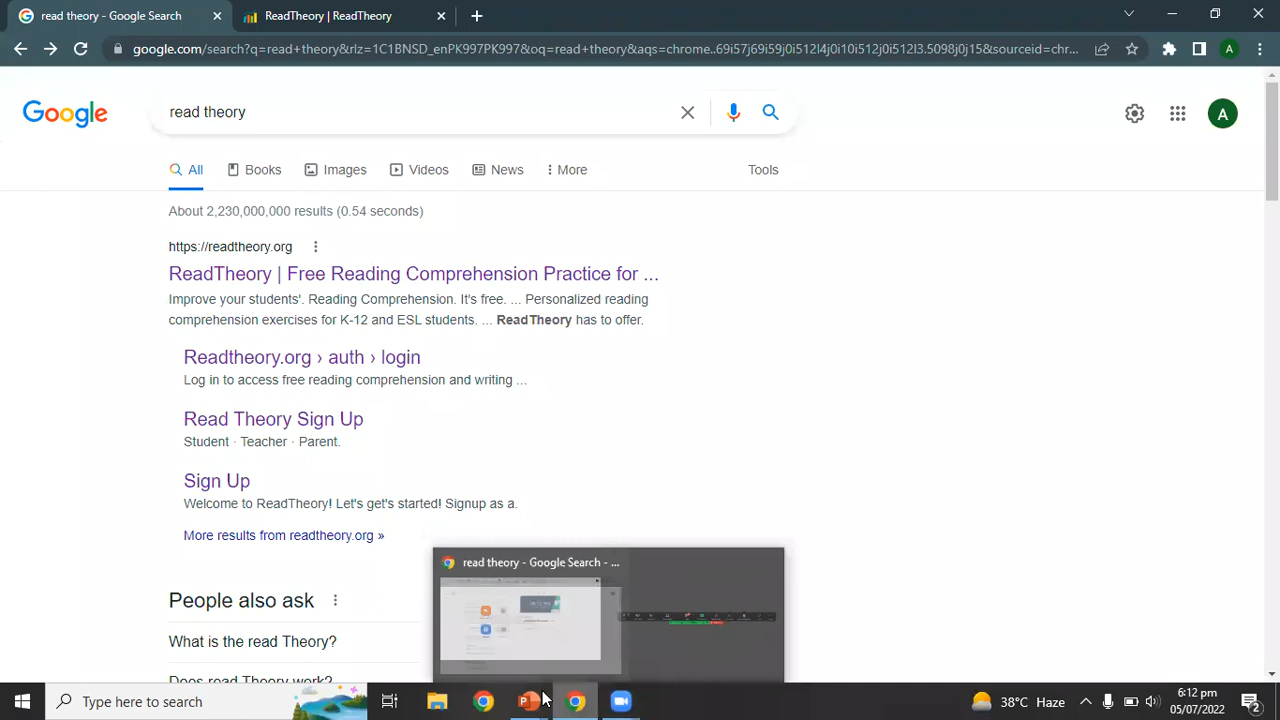 read theory - Google Search
ReadTheory | ReadTheory
google.com/search?q=read+theory&rlz=1C1BNSD_enPK997PK997&oq=read+theory&aqs=chrome..69i57j69i59j0i512l4j0i10i512j0i512l3.5098j0j15&sourceid=chr...
A
Google
read theory
A
All
Books
Images
Videos
News
More
Tools
About 2,230,000,000 results (0.54 seconds)
https://readtheory.org
ReadTheory | Free Reading Comprehension Practice for ...
Improve your students'. Reading Comprehension. It's free. ... Personalized reading
comprehension exercises for K-12 and ESL students. ... ReadTheory has to offer.
Readtheory.org › auth › login
Log in to access free reading comprehension and writing ...
Read Theory Sign Up
Student · Teacher · Parent.
Sign Up
Welcome to ReadTheory! Let's get's started! Signup as a.
More results from readtheory.org »
read theory - Google Search - ...
People also ask
What is the read Theory?
Does read Theory work?
Type here to search
38°C Haze
6:12 pm
05/07/2022
2